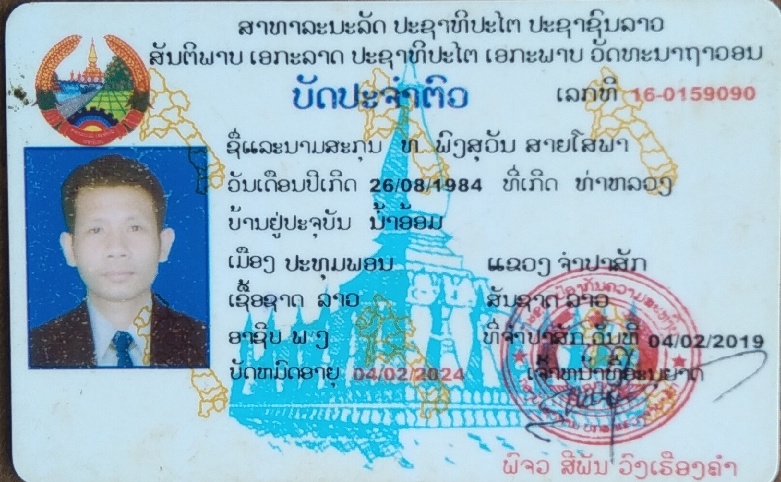 ສາທາລະນະລັດ ປະຊາທິປະໄຕ ປະຊາຊົນລາວ
ສັນຕິພາບ ເອກະລາດ ປະຊາທິປະໄຕ ເອກະພາບ ວັດທະນາຖາວອນ
ບັດປະຈຳຕົວ ເລກທີ 16-0159090
ຊື່ແລະນາມສະກຸນ ທ. ພົງສຸວັນ ສາຍໂສພາ
ວັນເດືອນປີເກີດ 26/08/1984 ທີ່ເກີດ ທ່າຫລວງ
ບ້ານຢູ່ປະຈຸບັນ ນ້ຳອ້ອມ
ເມືອງ ປະທຸມພອນ ແຂວງ ຈຳປາສັກ
ເຊື້ອຊາດ ລາວ ສັນຊາດ ລາວ
ອາຊີບ ພ.ງ ທີ່ຈຳປາສັກ ວັນທີ 04/02/2019
ບັດຫມົດອາຍຸ 04/02/2024 ເຈົ້າຫນ້າທີ່ອະນຸຍາດ
ພົຈວ ສີພັນ ວົງເຮືອງຄຳ